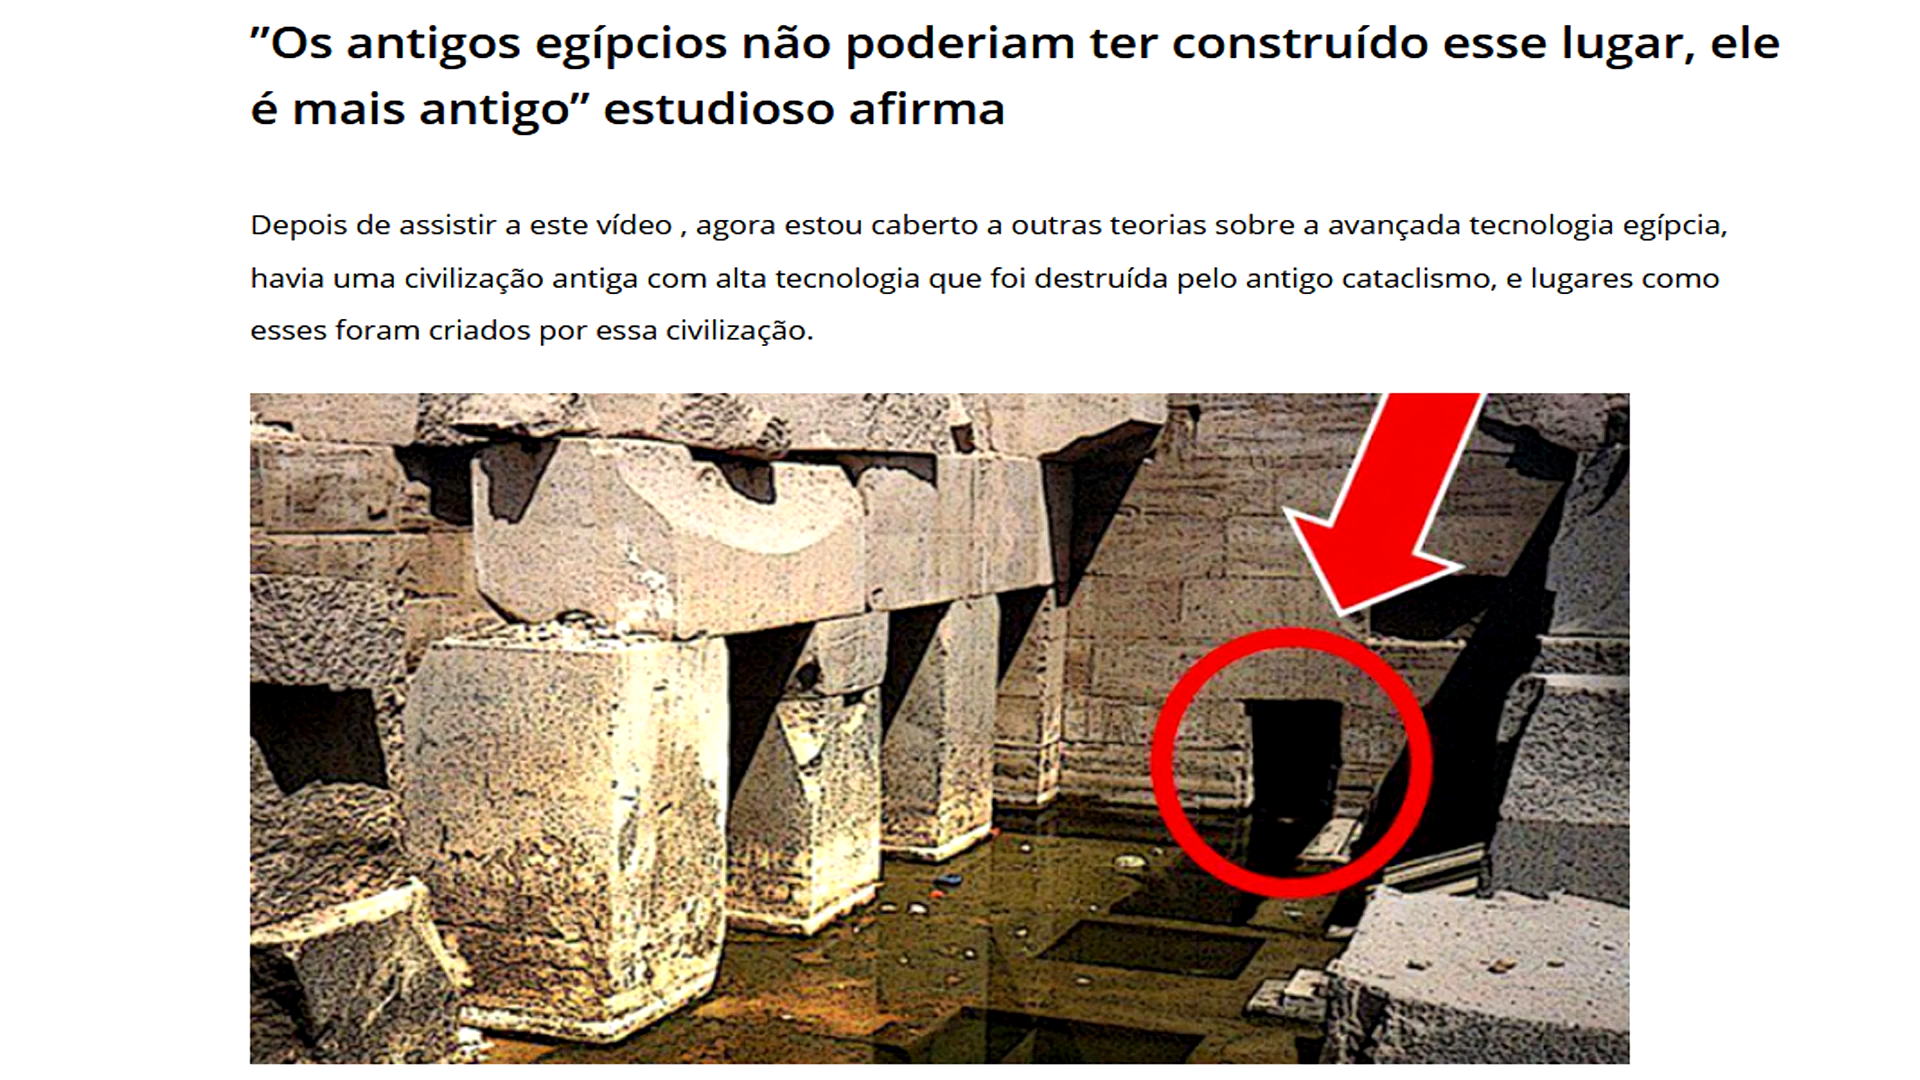 ”Os antigos egípcios não poderiam ter construído esse lugar, ele
é mais antigo” estudioso afirma
Depois de assistir a este vídeo , agora estou caberto a outras teorias sobre a avançada tecnologia egípcia,
havia uma civilização antiga com alta tecnologia que foi destruída pelo antigo cataclismo, e lugares como
esses foram criados por essa civilização.